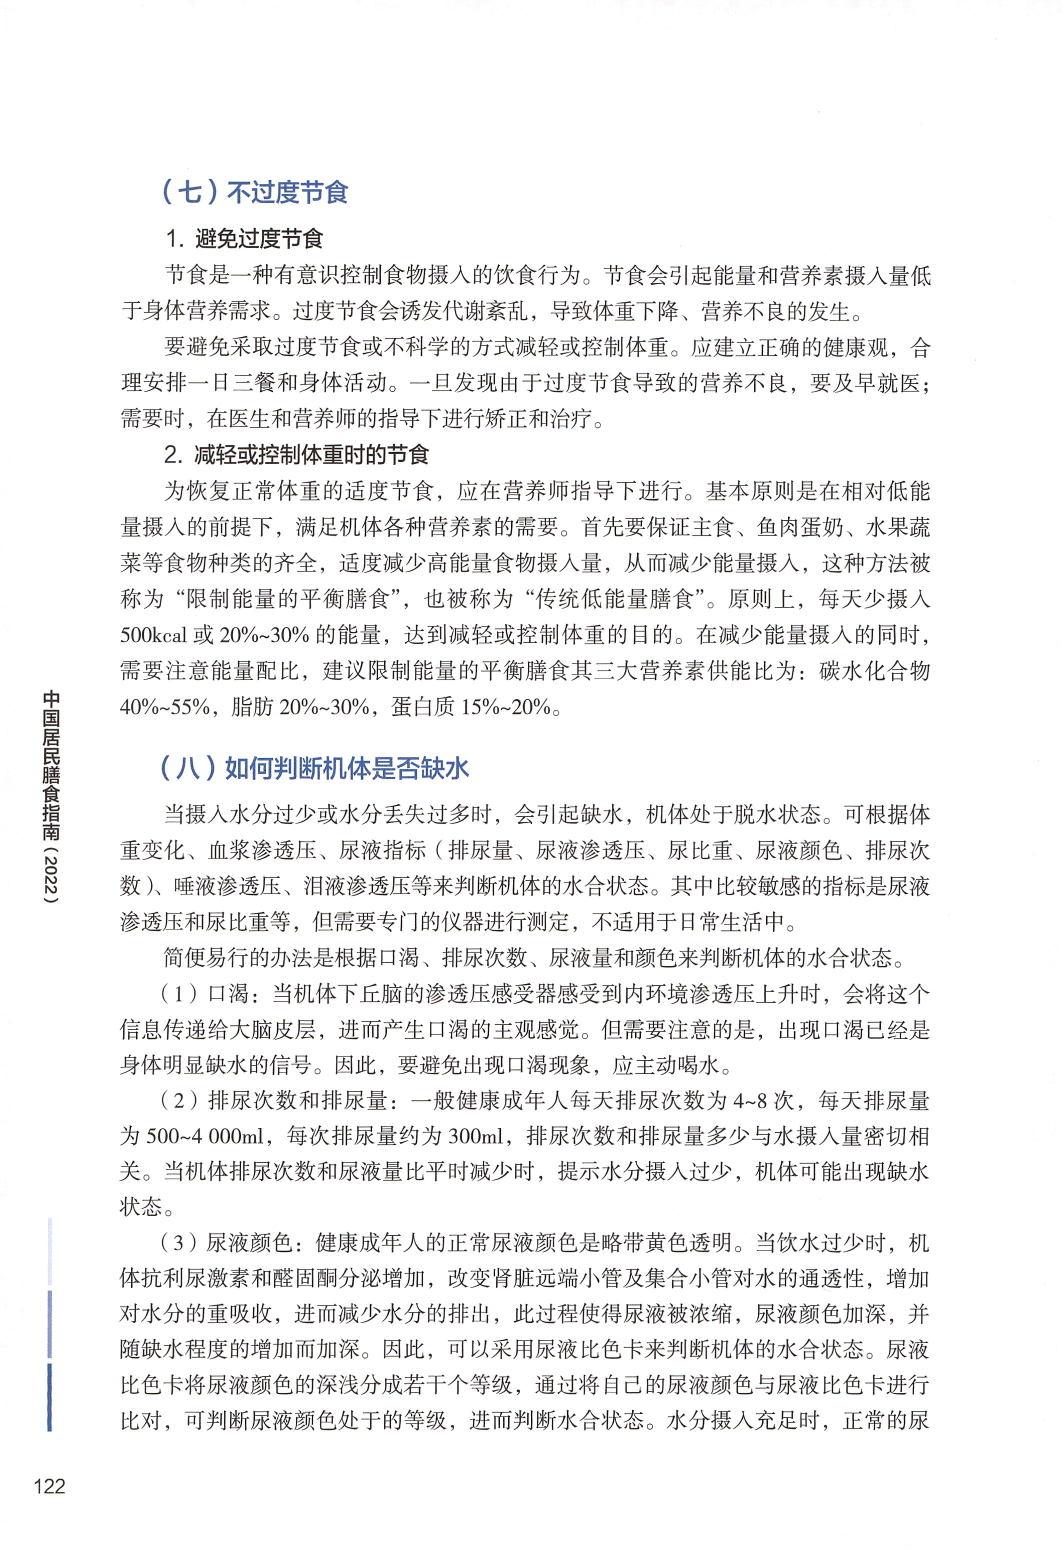 （七）不过度节食
1. 避免过度节食
节食是一种有意识控制食物摄入的饮食行为。节食会引起能量和营养素摄入量低
于身体营养需求。过度节食会诱发代谢紊乱，导致体重下降、营养不良的发生。
要避免采取过度节食或不科学的方式减轻或控制体重。应建立正确的健康观，合
理安排一日三餐和身体活动。一旦发现由于过度节食导致的营养不良，要及早就医；
需要时，在医生和营养师的指导下进行矫正和治疗。
2. 减轻或控制体重时的节食
为恢复正常体重的适度节食，应在营养师指导下进行。基本原则是在相对低能
量摄入的前提下，满足机体各种营养素的需要。首先要保证主食、鱼肉蛋奶、水果蔬
菜等食物种类的齐全，适度减少高能量食物摄入量，从而减少能量摄入，这种方法被
称为“限制能量的平衡膳食”，也被称为“传统低能量膳食”。原则上，每天少摄入
500kcal 或 20%~30% 的能量，达到减轻或控制体重的目的。在减少能量摄入的同时，
需要注意能量配比，建议限制能量的平衡膳食其三大营养素供能比为：碳水化合物
40%~55%，脂肪 20%~30%，蛋白质 15%~20%。
（八）如何判断机体是否缺水
当摄入水分过少或水分丢失过多时，会引起缺水，机体处于脱水状态。可根据体
重变化、血浆渗透压、尿液指标（排尿量、尿液渗透压、尿比重、尿液颜色、排尿次
数）、唾液渗透压、泪液渗透压等来判断机体的水合状态。其中比较敏感的指标是尿液
渗透压和尿比重等，但需要专门的仪器进行测定，不适用于日常生活中。
简便易行的办法是根据口渴、排尿次数、尿液量和颜色来判断机体的水合状态。
（1）口渴：当机体下丘脑的渗透压感受器感受到内环境渗透压上升时，会将这个
信息传递给大脑皮层，进而产生口渴的主观感觉。但需要注意的是，出现口渴已经是
身体明显缺水的信号。因此，要避免出现口渴现象，应主动喝水。
（2）排尿次数和排尿量：一般健康成年人每天排尿次数为 4~8 次，每天排尿量
为 500~4 000ml，每次排尿量约为 300ml，排尿次数和排尿量多少与水摄入量密切相
关。当机体排尿次数和尿液量比平时减少时，提示水分摄入过少，机体可能出现缺水
状态。
（3）尿液颜色：健康成年人的正常尿液颜色是略带黄色透明。当饮水过少时，机
体抗利尿激素和醛固酮分泌增加，改变肾脏远端小管及集合小管对水的通透性，增加
对水分的重吸收，进而减少水分的排出，此过程使得尿液被浓缩，尿液颜色加深，并
随缺水程度的增加而加深。因此，可以采用尿液比色卡来判断机体的水合状态。尿液
比色卡将尿液颜色的深浅分成若干个等级，通过将自己的尿液颜色与尿液比色卡进行
比对，可判断尿液颜色处于的等级，进而判断水合状态。水分摄入充足时，正常的尿
中国居民膳食指南（2022）
122